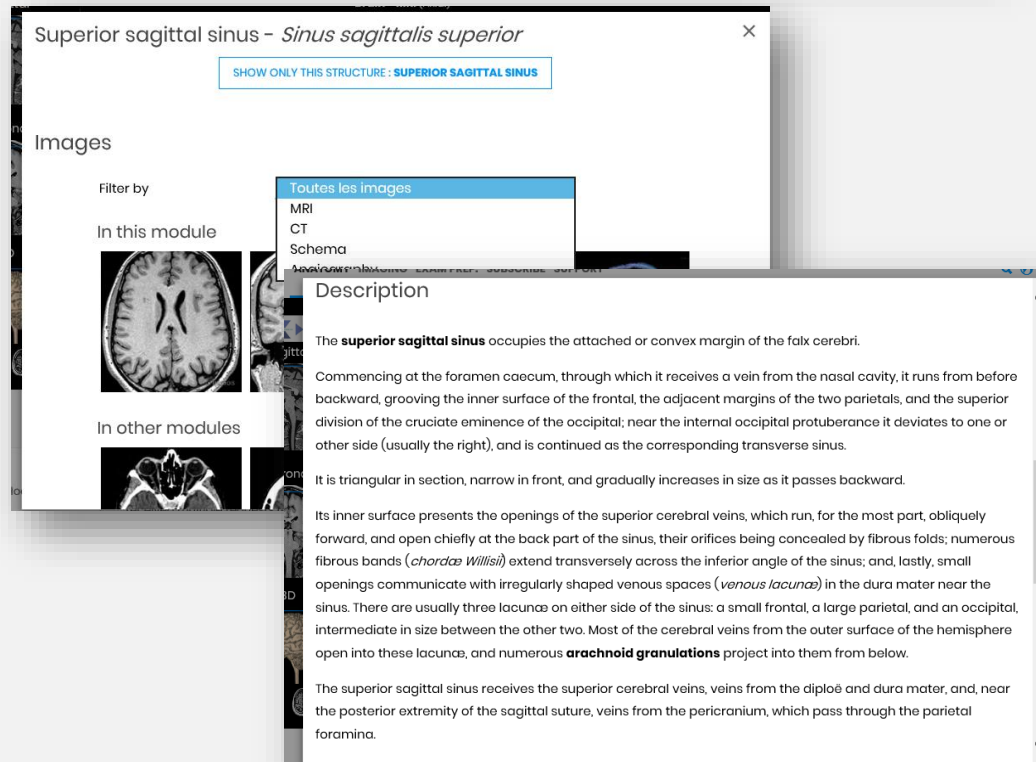 Superior sagittal sinus - Sinus sagittalis superior
SHOW ONLY THIS STRUCTURE : SUPERIOR SAGITTAL SINUS
Images
Filter by
Toutes les images
MRI
CT
Schema
In this module
In other modules
EXAM PREP. SUBSCRIBE SUPPORT
Description
The superior sagittal sinus occupies the attached or convex margin of the falx cerebri.
Commencing at the foramen caecum, through which it receives a vein from the nasal cavity, it runs from before
backward, grooving the inner surface of the frontal, the adjacent margins of the two parietals, and the superior
division of the cruciate eminence of the occipital; near the internal occipital protuberance it deviates to one or
other side (usually the right), and is continued as the corresponding transverse sinus.
It is triangular in section, narrow in front, and gradually increases in size as it passes backward.
Its inner surface presents the openings of the superior cerebral veins, which run, for the most part, obliquely
forward, and open chiefly at the back part of the sinus, their orifices being concealed by fibrous folds; numerous
fibrous bands (chordæ Willisii) extend transversely across the inferior angle of the sinus; and, lastly, small
openings communicate with irregularly shaped venous spaces (venous lacunæ) in the dura mater near the
sinus. There are usually three lacunæ on either side of the sinus: a small frontal, a large parietal, and an occipital,
intermediate in size between the other two. Most of the cerebral veins from the outer surface of the hemisphere
open into these lacunæ, and numerous arachnoid granulations project into them from below.
The superior sagittal sinus receives the superior cerebral veins, veins from the diploë and dura mater, and, near
the posterior extremity of the sagittal suture, veins from the pericranium, which pass through the parietal
foramina.